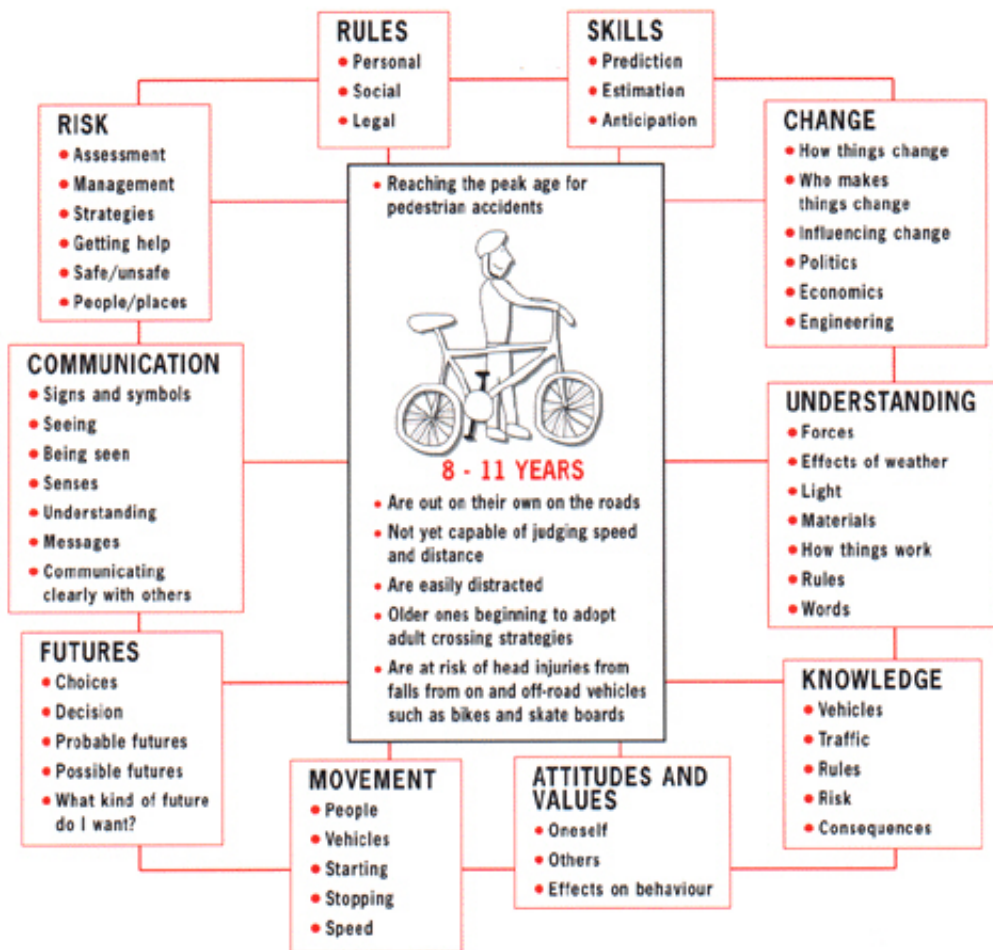 RULES
• Personal
• Social
• Legal
SKILLS
• Prediction
• Estimation
• Anticipation
RISK
• Assessment
• Management
• Strategies
• Getting help
• Safe/unsafe
• People/places
CHANGE
• How things change
• Who makes
things change
• Influencing change
• Politics
• Economics
• Engineering
• Reaching the peak age for
pedestrian accidents
8 - 11 YEARS
• Are out on their own on the roads
• Not yet capable of judging speed
and distance
• Are easily distracted
• Older ones beginning to adopt
adult crossing strategies
• Are at risk of head injuries from
falls from on and off-road vehicles
such as bikes and skate boards
COMMUNICATION
• Signs and symbols
• Seeing
• Being seen
• Senses
• Understanding
• Messages
• Communicating
clearly with others
UNDERSTANDING
• Forces
• Effects of weather
• Light
• Materials
• How things work
• Rules
• Words
FUTURES
• Choices
• Decision
• Probable futures
• Possible futures
• What kind of future
do I want?
KNOWLEDGE
• Vehicles
• Traffic
• Rules
• Risk
• Consequences
MOVEMENT
• People
• Vehicles
• Starting
• Stopping
• Speed
ATTITUDES AND
VALUES
• Oneself
• Others
• Effects on behaviour